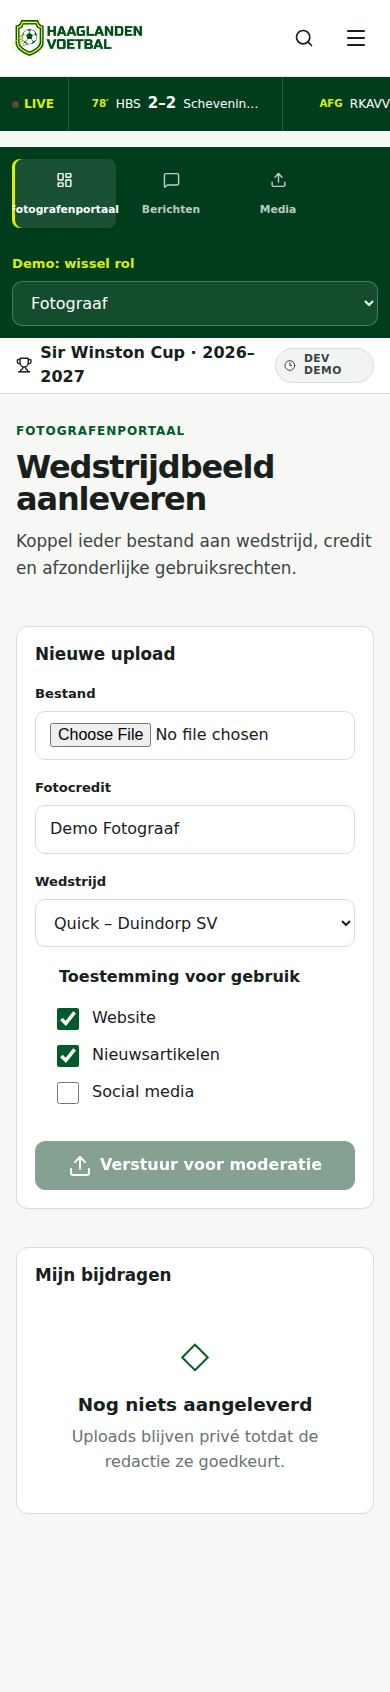 HAAGLANDEN
VOETBAL
LIVE 78' HBS 2–2 Schevenin… AFG RKAVV
Fotografenportaal Berichten Media
Demo: wissel rol
Fotograaf
Sir Winston Cup · 2026–
2027
DEV
DEMO
FOTOGRAFENPORTAAL
Wedstrijdbeeld
aanleveren
Koppel ieder bestand aan wedstrijd, credit
en afzonderlijke gebruiksrechten.
Nieuwe upload
Bestand
Choose File No file chosen
Fotocredit
Demo Fotograaf
Wedstrijd
Quick – Duindorp SV
Toestemming voor gebruik
Website
Nieuwsartikelen
Social media
Verstuur voor moderatie
Mijn bijdragen
Nog niets aangeleverd
Uploads blijven privé totdat de
redactie ze goedkeurt.